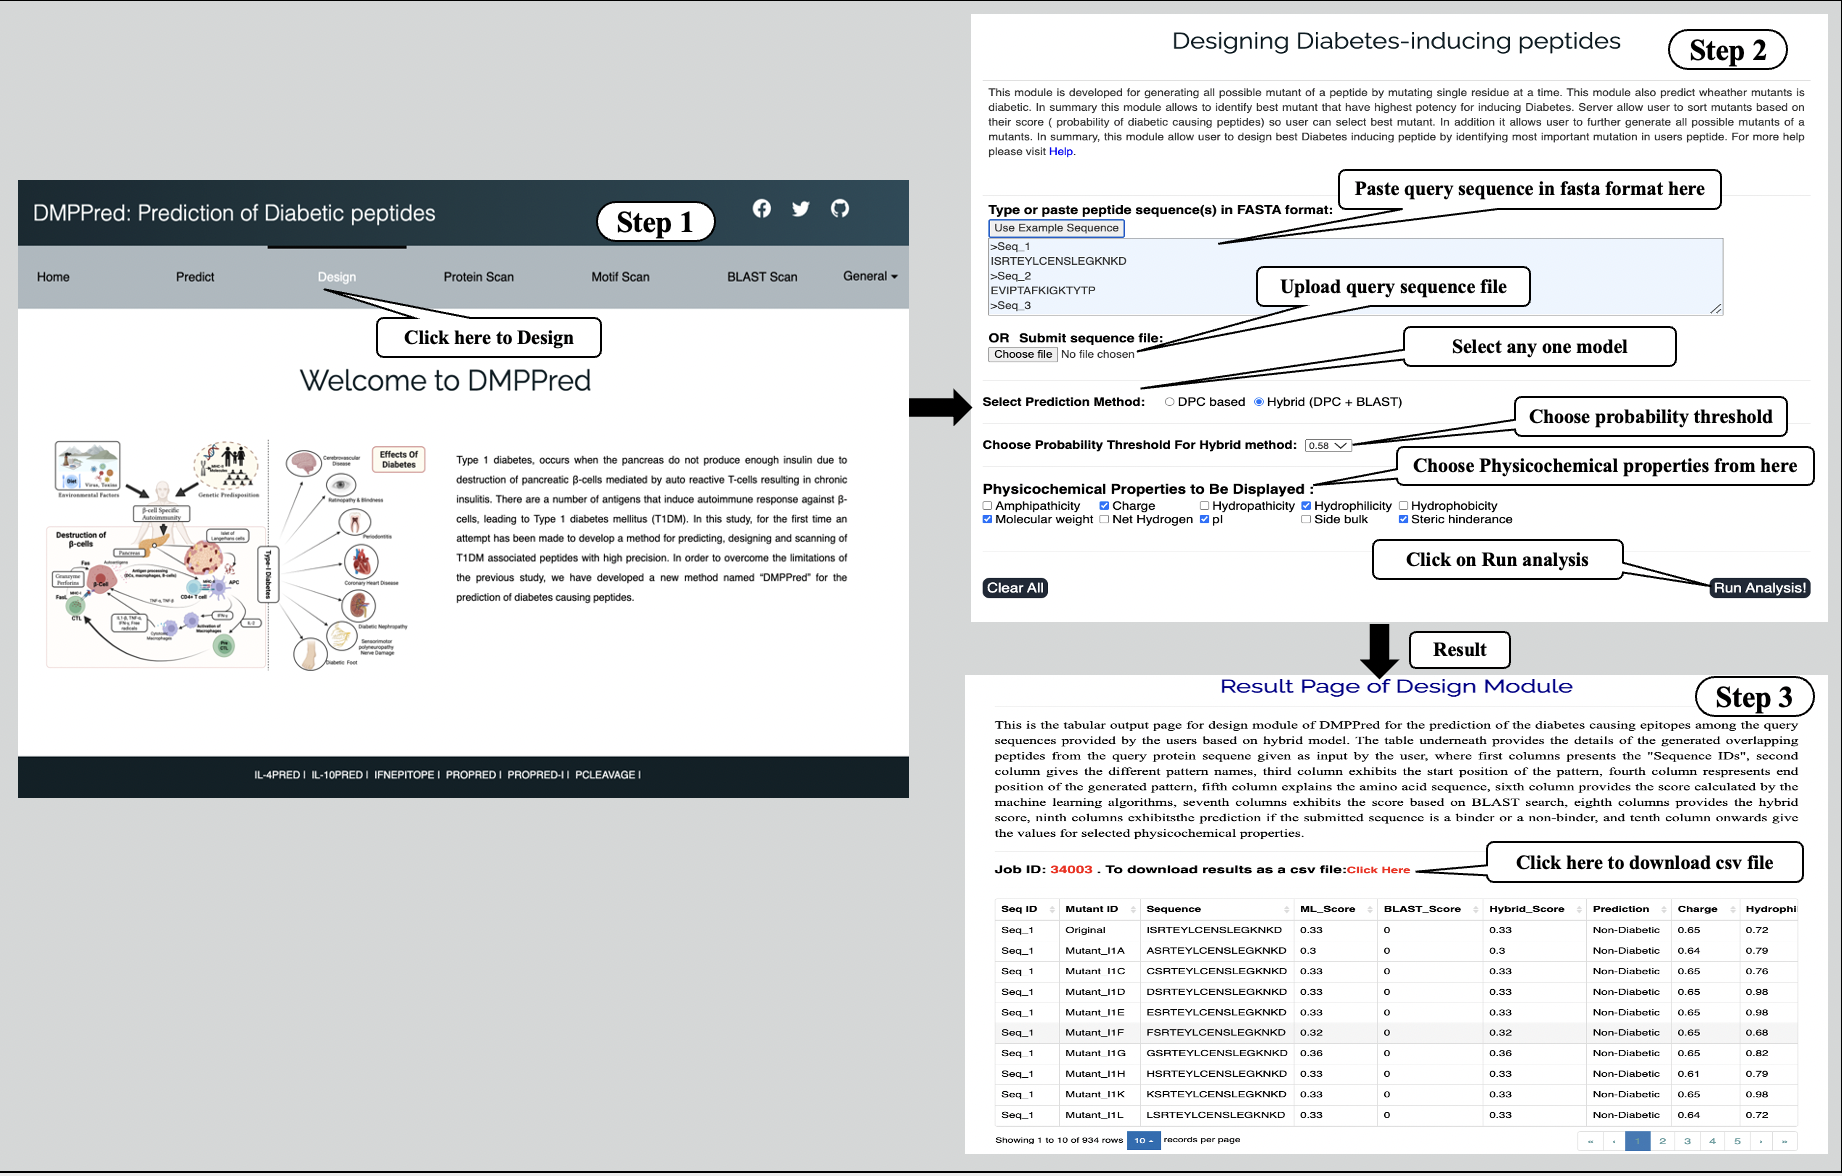 DMPPred: Prediction of Diabetic peptides
Step 1
Home Predict Design Protein Scan Motif Scan BLAST Scan General
Click here to Design
Welcome to DMPPred
Environmental Factors
Genetic Predisposition
Diet
Virus, Toxins
β-cell Specific
Autoimmunity
Destruction of
β-cells
Pancreas
Islet of
Langerhans cells
Fas
Autoantigens
Antigen processing
(DCs, macrophages, B-cells)
Granzyme
Perforins
β-Cell
MHC-I
FasL
CTL
APC
CD4+ T cell
TNF-α, TNF-β
IFN-γ
IL-2
Cytotoxic
Macrophages
Activation of
Macrophages
Type-I Diabetes
Effects Of
Diabetes
Cerebrovascular
Disease
Retinopathy & Blindness
Periodontitis
Coronary Heart Disease
Diabetic Nephropathy
Sensorimotor
polyneuropathy
Nerve Damage
Diabetic Foot
Type 1 diabetes, occurs when the pancreas do not produce enough insulin due to
destruction of pancreatic β-cells mediated by auto reactive T-cells resulting in chronic
insulitis. There are a number of antigens that induce autoimmune response against β-
cells, leading to Type 1 diabetes mellitus (T1DM). In this study, for the first time an
attempt has been made to develop a method for predicting, designing and scanning of
T1DM associated peptides with high precision. In order to overcome the limitations of
the previous study, we have developed a new method named “DMPPred” for the
prediction of diabetes causing peptides.
IL-4PRED | IL-10PRED | IFNEPITOPE | PROPRED | PROPRED-I | PCLEAVAGE |
Designing Diabetes-inducing peptides
Step 2
This module is developed for generating all possible mutant of a peptide by mutating single residue at a time. This module also predict wheather mutants is
diabetic. In summary this module allows to identify best mutant that have highest potency for inducing Diabetes. Server allow user to sort mutants based on
their score ( probability of diabetic causing peptides) so user can select best mutant. In addition it allows user to further generate all possible mutants of a
mutants. In summary, this module allow user to design best Diabetes inducing peptide by identifying most important mutation in users peptide. For more help
please visit Help.
Paste query sequence in fasta format here
Type or paste peptide sequence(s) in FASTA format:
Use Example Sequence
>Seq_1
ISRTEYLCENSLEGKNKD
>Seq_2
EVIPTAFKIGKTYTP
>Seq_3
Upload query sequence file
OR Submit sequence file:
Choose file No file chosen
Select any one model
Select Prediction Method: DPC based Hybrid (DPC + BLAST)
Choose probability threshold
Choose Probability Threshold For Hybrid method: 0.58
Choose Physicochemical properties from here
Physicochemical Properties to Be Displayed :
Amphipathicity Charge Hydropathicity Hydrophilicity Hydrophobicity
Molecular weight Net Hydrogen pI Side bulk Steric hinderance
Click on Run analysis
Clear All Run Analysis!
Result
Result Page of Design Module
Step 3
This is the tabular output page for design module of DMPPred for the prediction of the diabetes causing epitopes among the query
sequences provided by the users based on hybrid model. The table underneath provides the details of the generated overlapping
peptides from the query protein sequene given as input by the user, where first columns presents the "Sequence IDs", second
column gives the different pattern names, third column exhibits the start position of the pattern, fourth column respresents end
position of the generated pattern, fifth column explains the amino acid sequence, sixth column provides the score calculated by the
machine learning algorithms, seventh columns exhibits the score based on BLAST search, eighth columns provides the hybrid
score, ninth columns exhibitsthe prediction if the submitted sequence is a binder or a non-binder, and tenth column onwards give
the values for selected physicochemical properties.
Job ID: 34003 . To download results as a csv file:Click Here
Click here to download csv file
Seq ID Mutant ID Sequence ML_Score BLAST_Score Hybrid_Score Prediction Charge Hydrophi
Seq_1 Original ISRTEYLCENSLEGKNKD 0.33 0 0.33 Non-Diabetic 0.65 0.72
Seq_1 Mutant_I1A ASRTEYLCENSLEGKNKD 0.3 0 0.3 Non-Diabetic 0.64 0.79
Seq_1 Mutant_I1C CSRTEYLCENSLEGKNKD 0.33 0 0.33 Non-Diabetic 0.65 0.76
Seq_1 Mutant_I1D DSRTEYLCENSLEGKNKD 0.33 0 0.33 Non-Diabetic 0.65 0.98
Seq_1 Mutant_I1E ESRTEYLCENSLEGKNKD 0.33 0 0.33 Non-Diabetic 0.65 0.98
Seq_1 Mutant_I1F FSRTEYLCENSLEGKNKD 0.32 0 0.32 Non-Diabetic 0.65 0.68
Seq_1 Mutant_I1G GSRTEYLCENSLEGKNKD 0.36 0 0.36 Non-Diabetic 0.65 0.82
Seq_1 Mutant_I1H HSRTEYLCENSLEGKNKD 0.33 0 0.33 Non-Diabetic 0.61 0.79
Seq_1 Mutant_I1K KSRTEYLCENSLEGKNKD 0.33 0 0.33 Non-Diabetic 0.65 0.98
Seq_1 Mutant_I1L LSRTEYLCENSLEGKNKD 0.33 0 0.33 Non-Diabetic 0.64 0.72
Showing 1 to 10 of 934 rows 10 records per page
« ‹ 1 2 3 4 5 › »